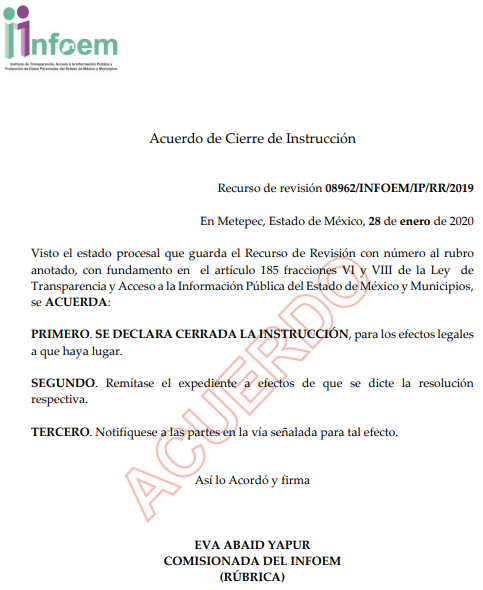 infoem
Instituto de Transparencia, Acceso a la Información Pública y
Protección de Datos Personales del Estado de México y Municipios
Acuerdo de Cierre de Instrucción
Recurso de revisión 08962/INFOEM/IP/RR/2019
En Metepec, Estado de México, 28 de enero de 2020
Visto el estado procesal que guarda el Recurso de Revisión con número al rubro
anotado, con fundamento en el artículo 185 fracciones VI y VIII de la Ley de
Transparencia y Acceso a la Información Pública del Estado de México y Municipios,
se ACUERDA:
PRIMERO. SE DECLARA CERRADA LA INSTRUCCIÓN, para los efectos legales
a que haya lugar.
SEGUNDO. Remítase el expediente a efectos de que se dicte la resolución
respectiva.
TERCERO. Notifíquese a las partes en la vía señalada para tal efecto.
ACUERDO
Así lo Acordó y firma
EVA ABAID YAPUR
COMISIONADA DEL INFOEM
(RÚBRICA)